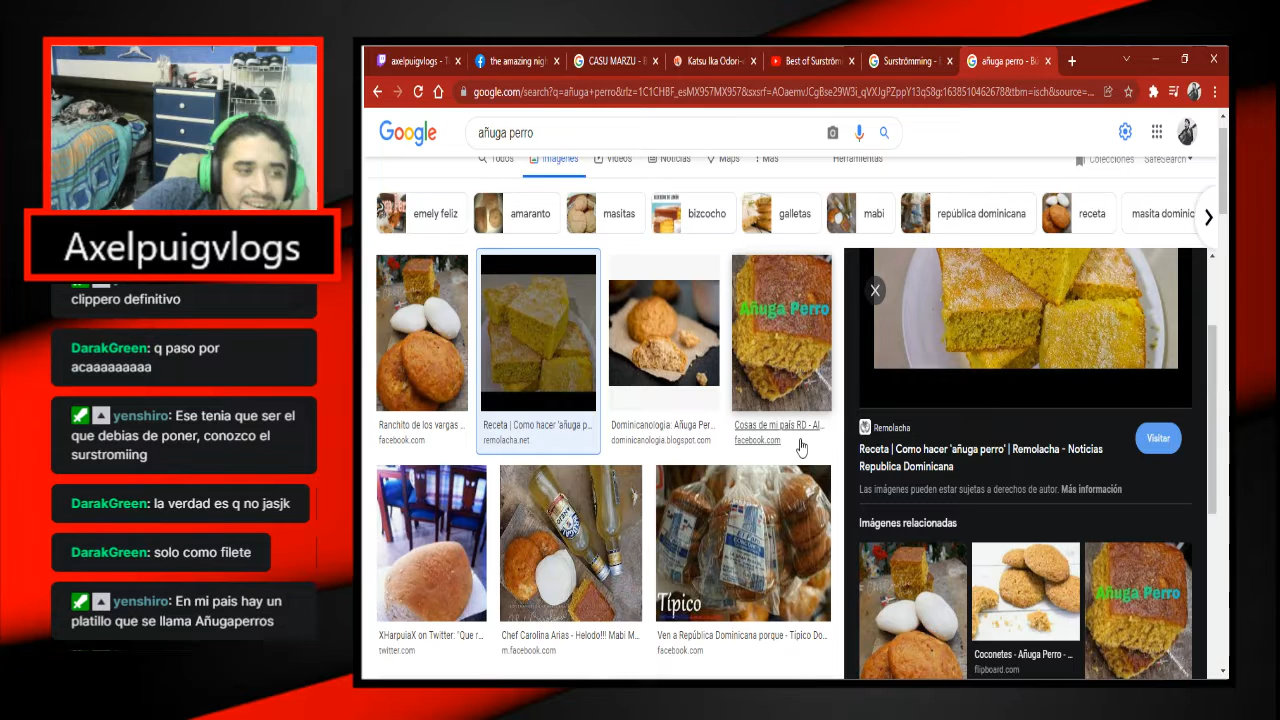 Axelpuigvlogs
clippero definitivo
DarakGreen: q paso por
acaaaaaaaa
yenshiro: Ese tenia que ser el
que debias de poner, conozco el
surstromiing
DarakGreen: la verdad es q no jasjk
DarakGreen: solo como filete
yenshiro: En mi pais hay un
platillo que se llama Añugaperros
axelpuigvlogs - T
the amazing nig
CASU MARZU - B
Katsu Ika Odori-
Best of Surström
Surströmming - B
añuga perro - Bú
Google
añuga perro
Todos Imágenes Videos Noticias Maps Más Herramientas Colecciones SafeSearch
emely feliz
amaranto
masitas
bizcocho
galletas
mabi
república dominicana
receta
masita dominic
Añuga Perro
Ranchito de los vargas ...
facebook.com
Receta | Como hacer 'añuga p...
remolacha.net
Dominicanologia: Añuga Per...
dominicanologia.blogspot.com
Cosas de mi país RD - Al...
facebook.com
Típico
XHarpuiaX on Twitter: "Que r...
twitter.com
Chef Carolina Arias - Helodo!!! Mabi M...
m.facebook.com
Ven a República Dominicana porque - Típico Do...
facebook.com
Remolacha
Receta | Como hacer 'añuga perro' | Remolacha - Noticias
Republica Dominicana
Visitar
Las imágenes pueden estar sujetas a derechos de autor. Más información
Imágenes relacionadas
Añuga Perro
Coconetes - Añuga Perro - ...
flipboard.com